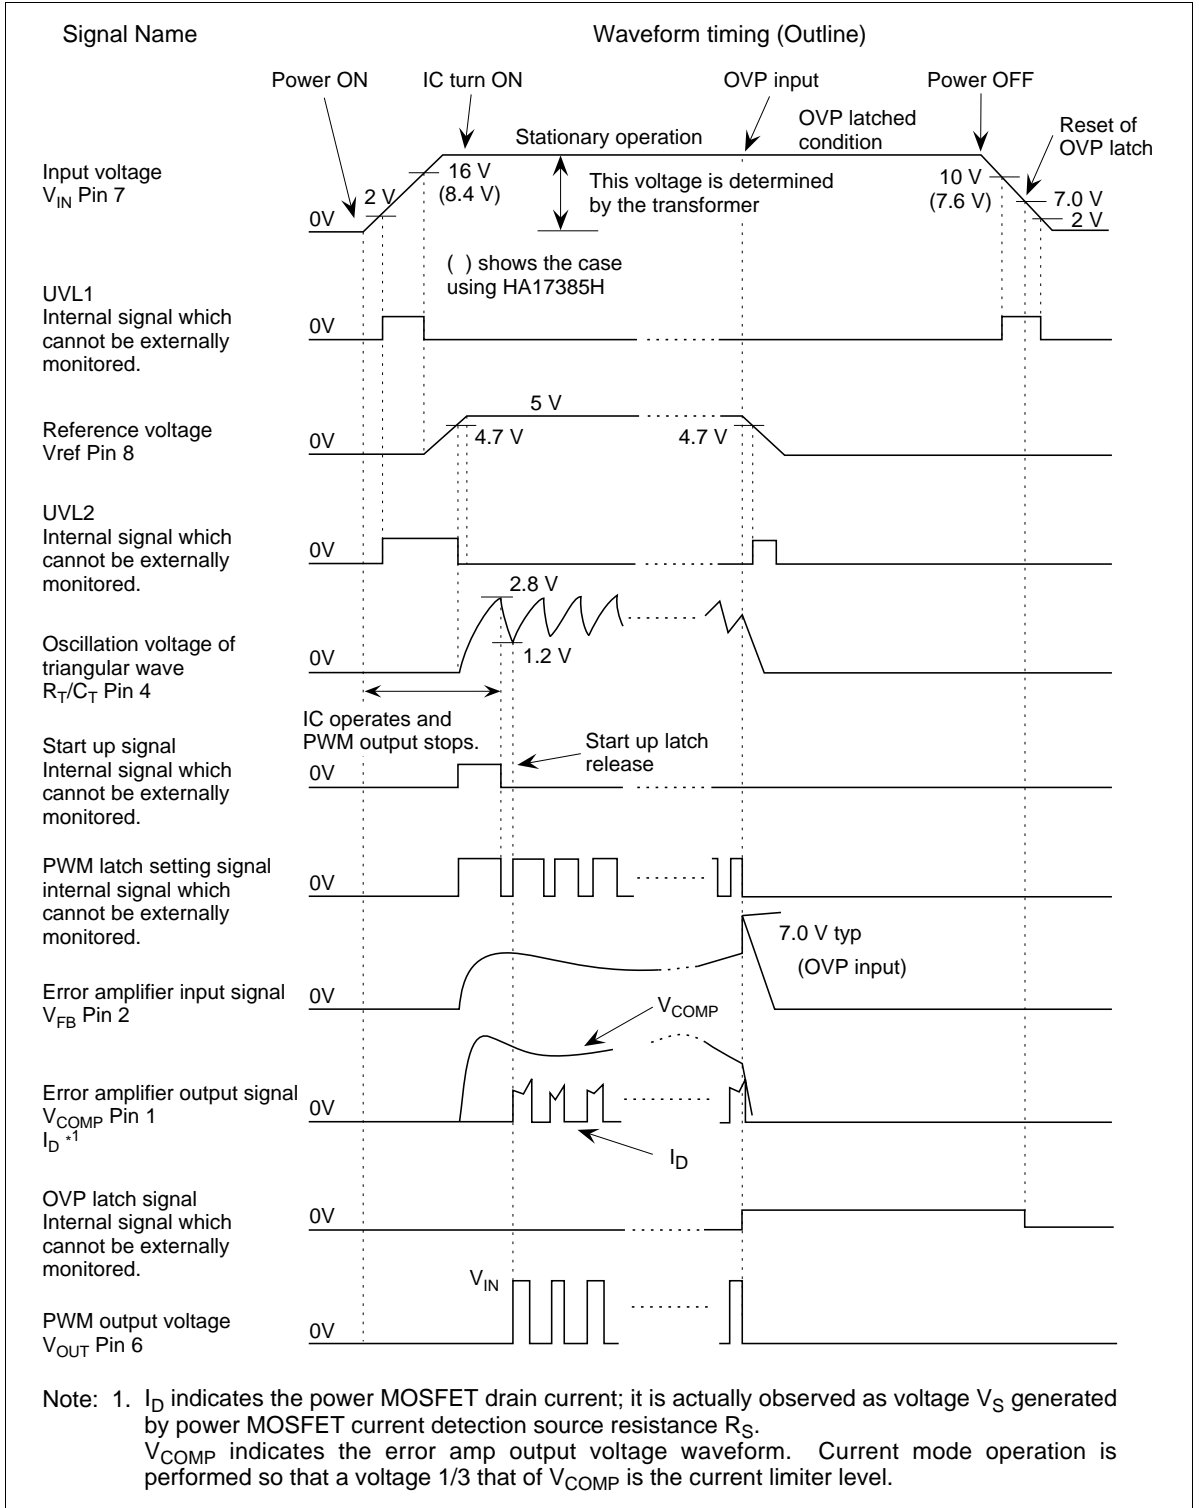 Signal Name
Waveform timing (Outline)
Power ON
IC turn ON
OVP input
Power OFF
Stationary operation
OVP latched
condition
Reset of
OVP latch
Input voltage
VIN Pin 7
0V
2 V
16 V
(8.4 V)
This voltage is determined
by the transformer
10 V
(7.6 V)
7.0 V
2 V
( ) shows the case
using HA17385H
UVL1
Internal signal which
cannot be externally
monitored.
0V
Reference voltage
Vref Pin 8
0V
5 V
4.7 V
4.7 V
UVL2
Internal signal which
cannot be externally
monitored.
0V
Oscillation voltage of
triangular wave
RT/CT Pin 4
0V
2.8 V
1.2 V
IC operates and
PWM output stops.
Start up signal
Internal signal which
cannot be externally
monitored.
0V
Start up latch
release
PWM latch setting signal
internal signal which
cannot be externally
monitored.
0V
7.0 V typ
(OVP input)
Error amplifier input signal
VFB Pin 2
0V
VCOMP
Error amplifier output signal
VCOMP Pin 1
ID *1
0V
ID
OVP latch signal
Internal signal which
cannot be externally
monitored.
0V
VIN
PWM output voltage
VOUT Pin 6
0V
Note: 1. ID indicates the power MOSFET drain current; it is actually observed as voltage VS generated
by power MOSFET current detection source resistance RS.
VCOMP indicates the error amp output voltage waveform. Current mode operation is
performed so that a voltage 1/3 that of VCOMP is the current limiter level.